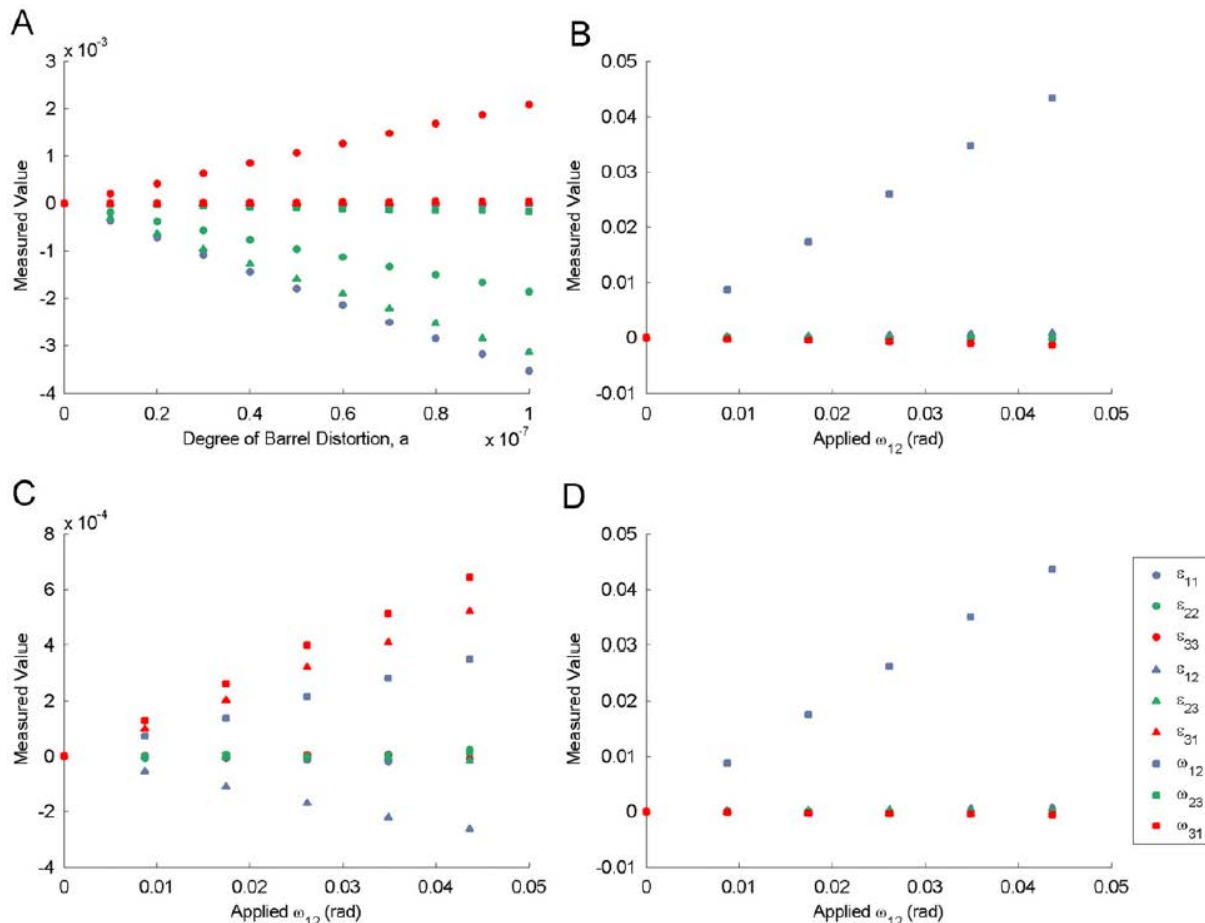 A
x 10⁻³
3
2
1
0
-1
-2
-3
-4
Measured Value
0 0.2 0.4 0.6 0.8 1
Degree of Barrel Distortion, a
x 10⁻⁷
B
0.05
0.04
0.03
0.02
0.01
0
-0.01
Measured Value
0 0.01 0.02 0.03 0.04 0.05
Applied ω₁₂ (rad)
C
x 10⁻⁴
8
6
4
2
0
-2
-4
Measured Value
0 0.01 0.02 0.03 0.04 0.05
Applied ω₁₂ (rad)
D
0.05
0.04
0.03
0.02
0.01
0
-0.01
Measured Value
0 0.01 0.02 0.03 0.04 0.05
Applied ω₁₂ (rad)
ε₁₁
ε₂₂
ε₃₃
ε₁₂
ε₂₃
ε₃₁
ω₁₂
ω₂₃
ω₃₁